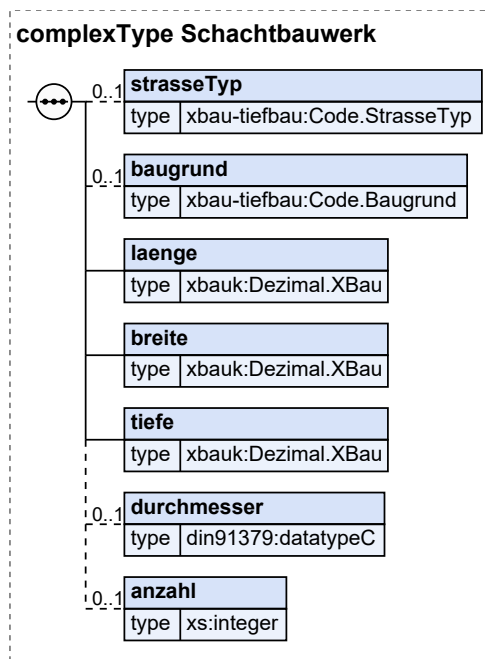 complexType Schachtbauwerk
0..1 strasseTyp
type xbau-tiefbau:Code.StrasseTyp
0..1 baugrund
type xbau-tiefbau:Code.Baugrund
laenge
type xbauk:Dezimal.XBau
breite
type xbauk:Dezimal.XBau
tiefe
type xbauk:Dezimal.XBau
0..1 durchmesser
type din91379:datatypeC
0..1 anzahl
type xs:integer